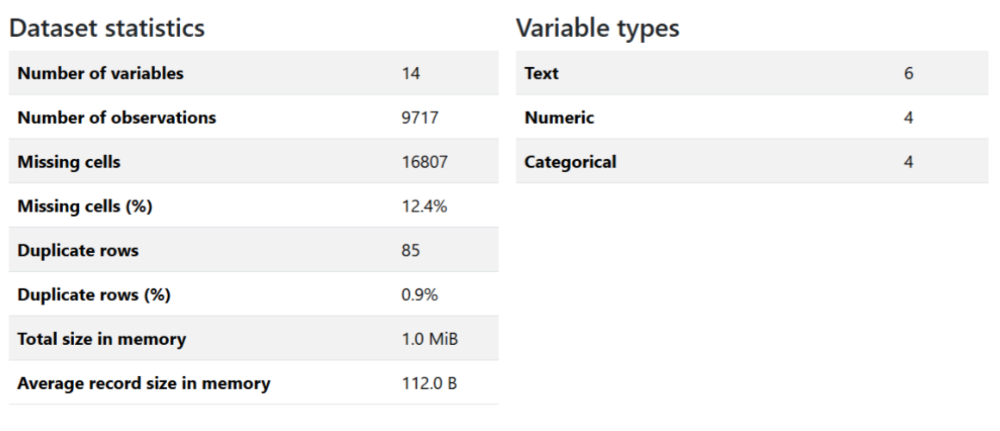 Dataset statistics
Number of variables 14
Number of observations 9717
Missing cells 16807
Missing cells (%) 12.4%
Duplicate rows 85
Duplicate rows (%) 0.9%
Total size in memory 1.0 MiB
Average record size in memory 112.0 B
Variable types
Text 6
Numeric 4
Categorical 4